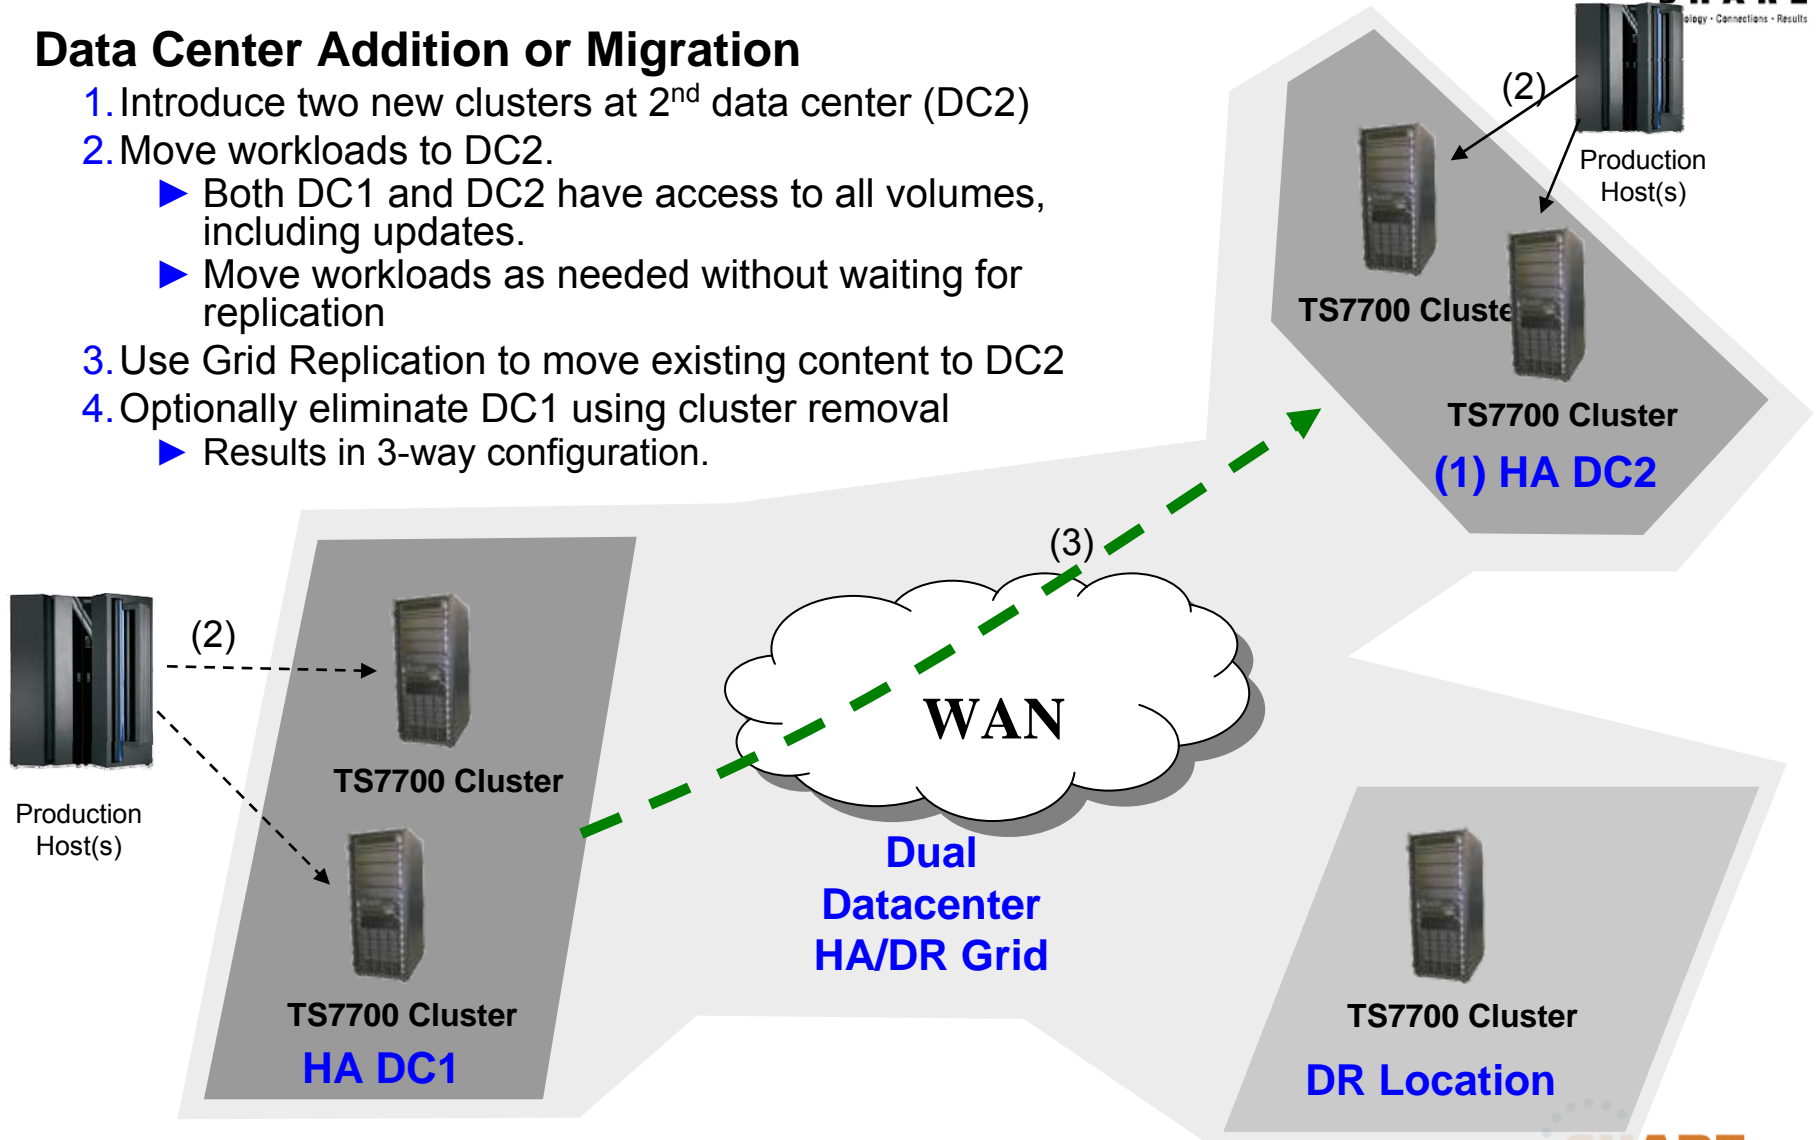 Data Center Addition or Migration
1. Introduce two new clusters at 2nd data center (DC2)
2. Move workloads to DC2.
► Both DC1 and DC2 have access to all volumes,
including updates.
► Move workloads as needed without waiting for
replication
3. Use Grid Replication to move existing content to DC2
4. Optionally eliminate DC1 using cluster removal
► Results in 3-way configuration.
ology · Connections · Results
(2)
Production
Host(s)
TS7700 Cluste
TS7700 Cluster
(1) HA DC2
(3)
(2)
WAN
TS7700 Cluster
Production
Host(s)
Dual
Datacenter
HA/DR Grid
TS7700 Cluster
HA DC1
TS7700 Cluster
DR Location